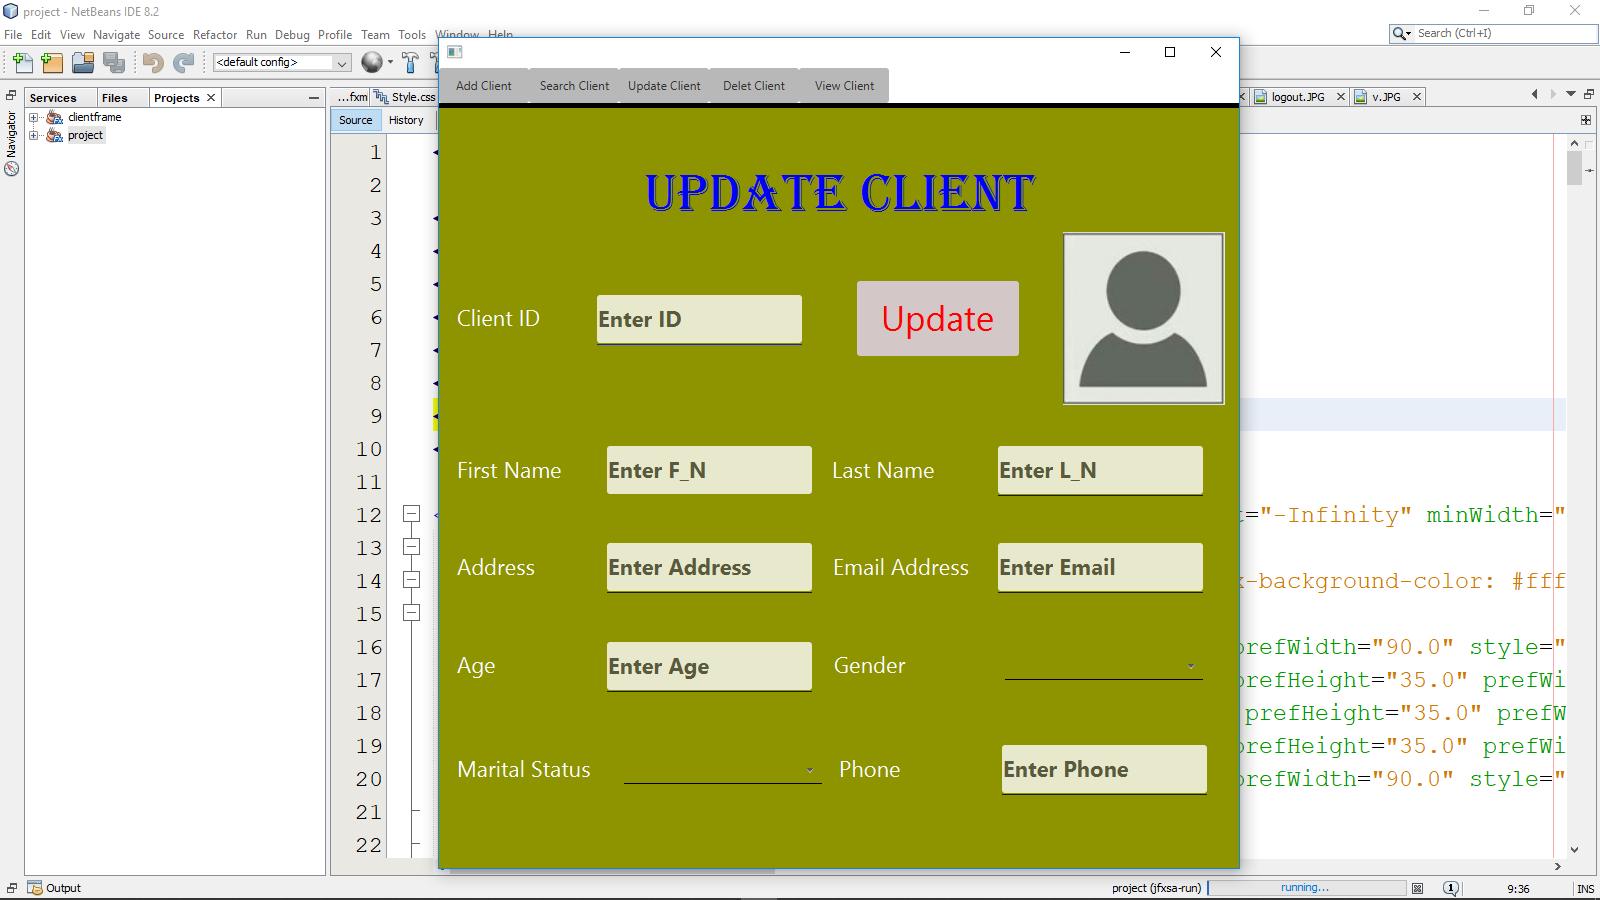 project - NetBeans IDE 8.2
File Edit View Navigate Source Refactor Run Debug Profile Team Tools Window Help
Search (Ctrl+I)
<default config>
Services Files Projects
...fxm Style.css logout.JPG v.JPG
Source History
Navigator
clientframe
project
Add Client Search Client Update Client Delet Client View Client
UPDATE CLIENT
Client ID Enter ID Update
First Name Enter F_N Last Name Enter L_N
Address Enter Address Email Address Enter Email
Age Enter Age Gender
Marital Status Phone Enter Phone
1
2
3
4
5
6
7
8
9
10
11
12 ="-Infinity" minWidth="
13
14 -background-color: #fff
15
16 prefWidth="90.0" style="
17 prefHeight="35.0" prefWi
18 prefHeight="35.0" prefW
19 prefHeight="35.0" prefWi
20 prefWidth="90.0" style="
21
22
Output project (jfxsa-run) running... 1 9:36 INS